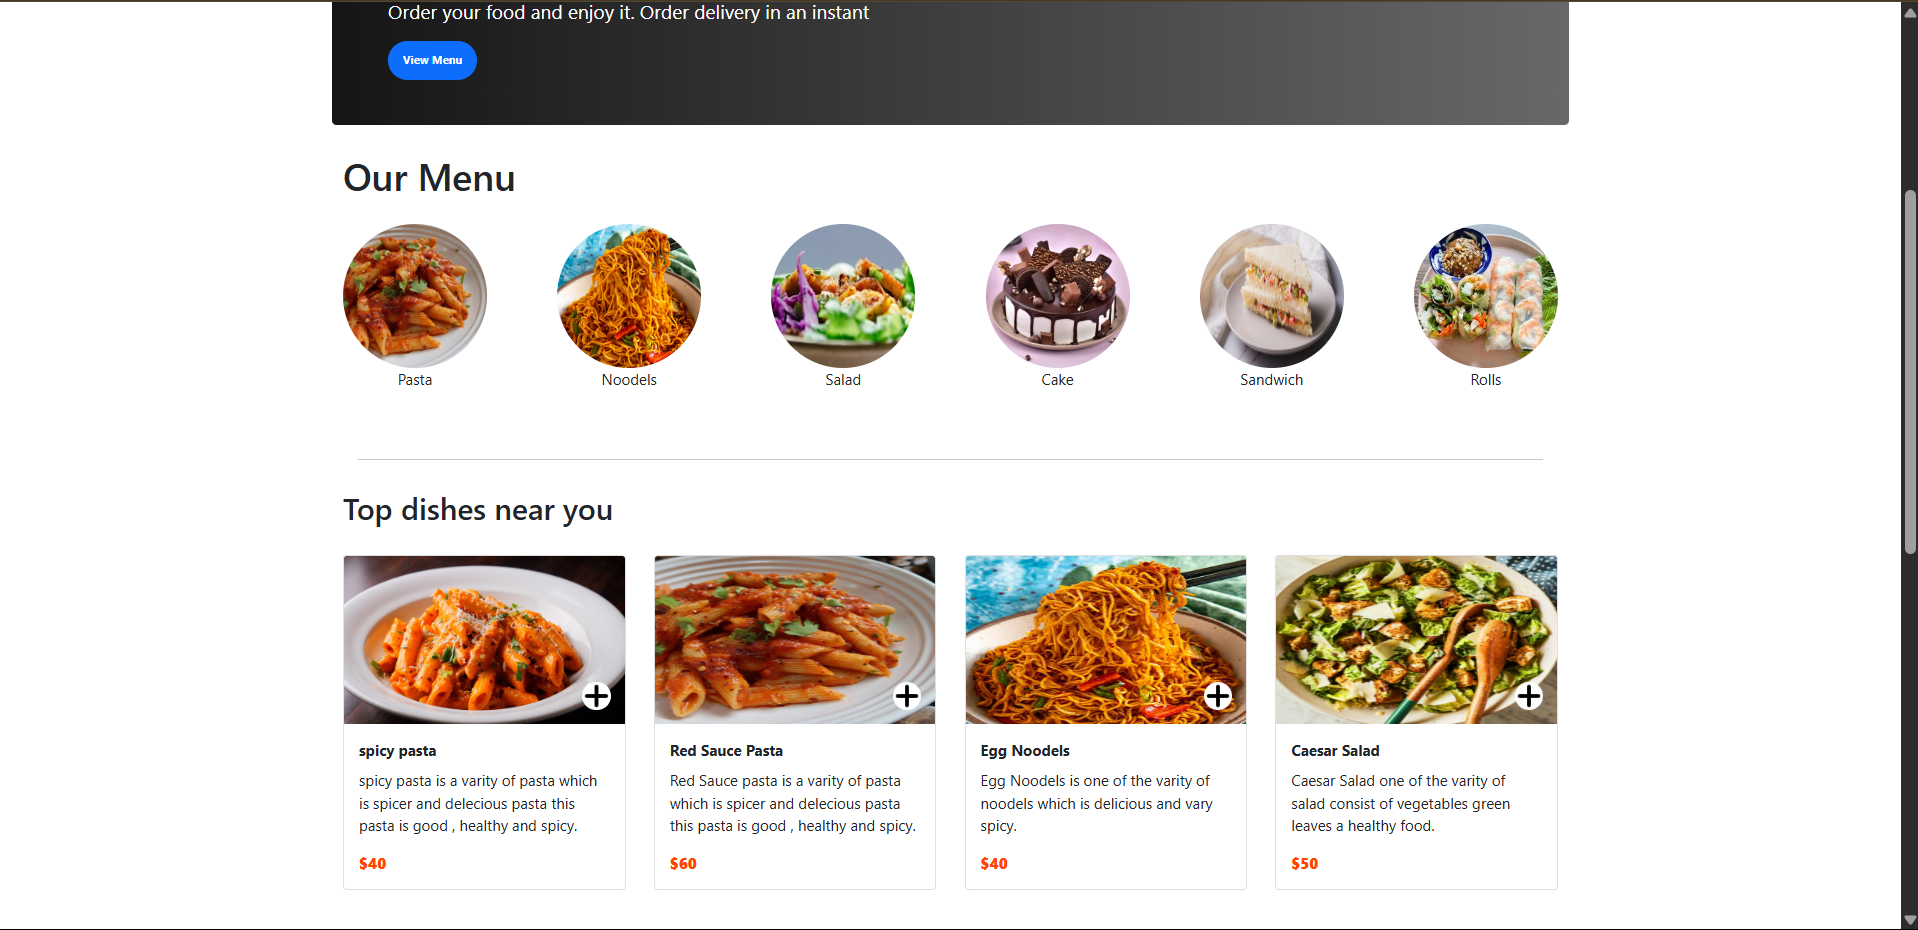 Order your food and enjoy it. Order delivery in an instant
View Menu
Our Menu
Pasta
Noodels
Salad
Cake
Sandwich
Rolls
Top dishes near you
spicy pasta
spicy pasta is a varity of pasta which
is spicer and delecious pasta this
pasta is good , healthy and spicy.
$40
Red Sauce Pasta
Red Sauce pasta is a varity of pasta
which is spicer and delecious pasta
this pasta is good , healthy and spicy.
$60
Egg Noodels
Egg Noodels is one of the varity of
noodels which is delicious and vary
spicy.
$40
Caesar Salad
Caesar Salad one of the varity of
salad consist of vegetables green
leaves a healthy food.
$50